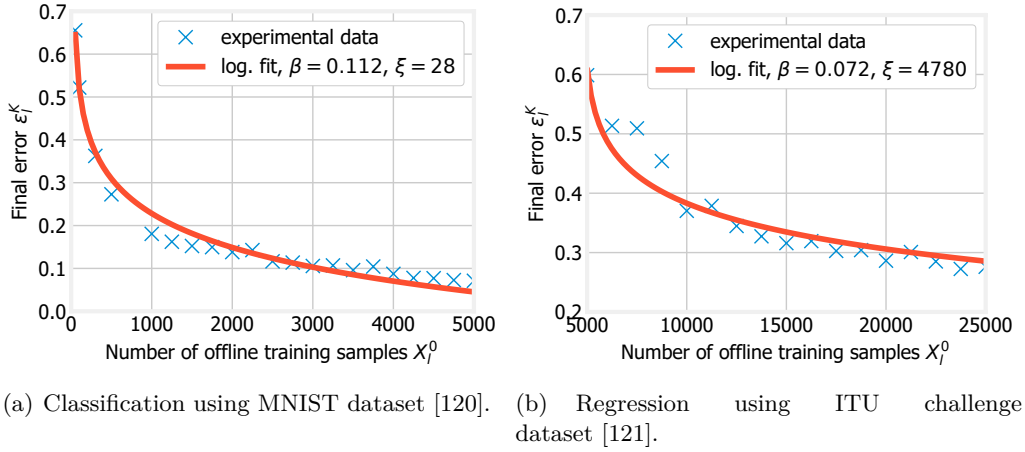 0.7
0.6
0.5
0.4
0.3
0.2
0.1
0.0
Final error ε_l^K
experimental data
log. fit, β = 0.112, ξ = 28
0 1000 2000 3000 4000 5000
Number of offline training samples X_l^0
0.7
0.6
0.5
0.4
0.3
0.2
Final error ε_l^K
experimental data
log. fit, β = 0.072, ξ = 4780
5000 10000 15000 20000 25000
Number of offline training samples X_l^0
(a) Classification using MNIST dataset [120].
(b) Regression using ITU challenge
dataset [121].